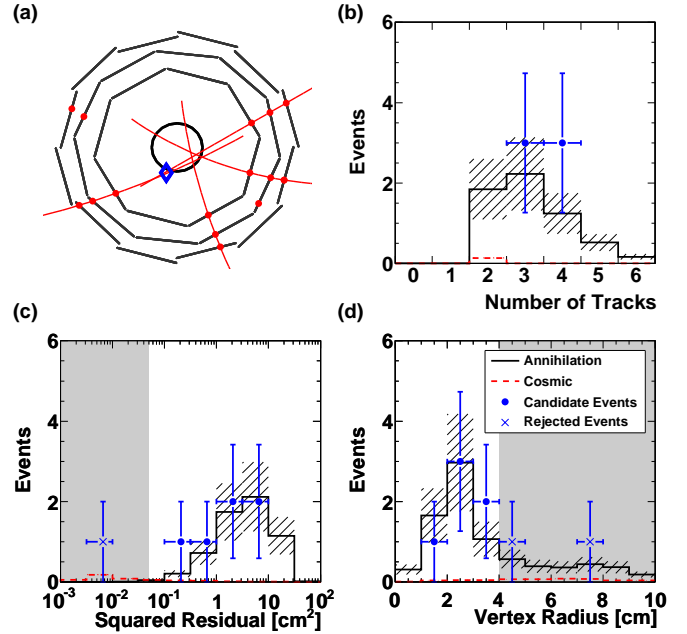 (a)
(b)
Events
6
4
2
0
0 1 2 3 4 5 6
Number of Tracks
(c)
Events
6
4
2
0
10⁻³ 10⁻² 10⁻¹ 1 10 10²
Squared Residual [cm²]
(d)
Events
6
4
2
0
Annihilation
Cosmic
Candidate Events
Rejected Events
0 2 4 6 8 10
Vertex Radius [cm]